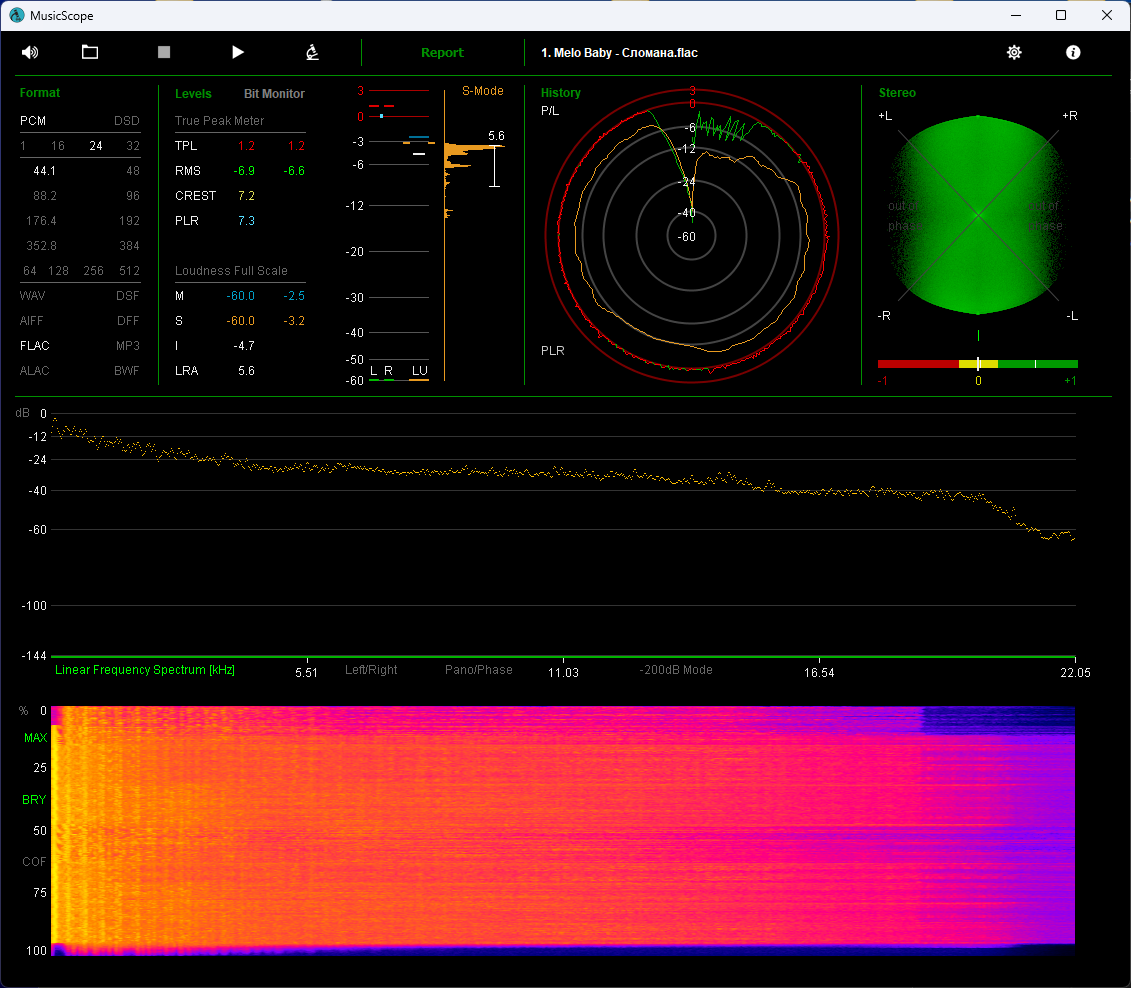 MusicScope
Report
1. Melo Baby - Сломана.flac
Format
PCM DSD
1 16 24 32
44.1 48
88.2 96
176.4 192
352.8 384
64 128 256 512
WAV DSF
AIFF DFF
FLAC MP3
ALAC BWF
Levels Bit Monitor
True Peak Meter
TPL 1.2 1.2
RMS -6.9 -6.6
CREST 7.2
PLR 7.3
Loudness Full Scale
M -60.0 -2.5
S -60.0 -3.2
I -4.7
LRA 5.6
3
0
-3
-6
-12
-20
-30
-40
-50
-60
L R LU
S-Mode
5.6
History
P/L
3
0
-6
-12
-24
-40
-60
PLR
Stereo
+L +R
-R -L
-1 0 +1
dB 0
-12
-24
-40
-60
-100
-144
Linear Frequency Spectrum [kHz] 5.51 Left/Right Pano/Phase 11.03 -200dB Mode 16.54 22.05
% 0
MAX
25
BRY
50
COF
75
100